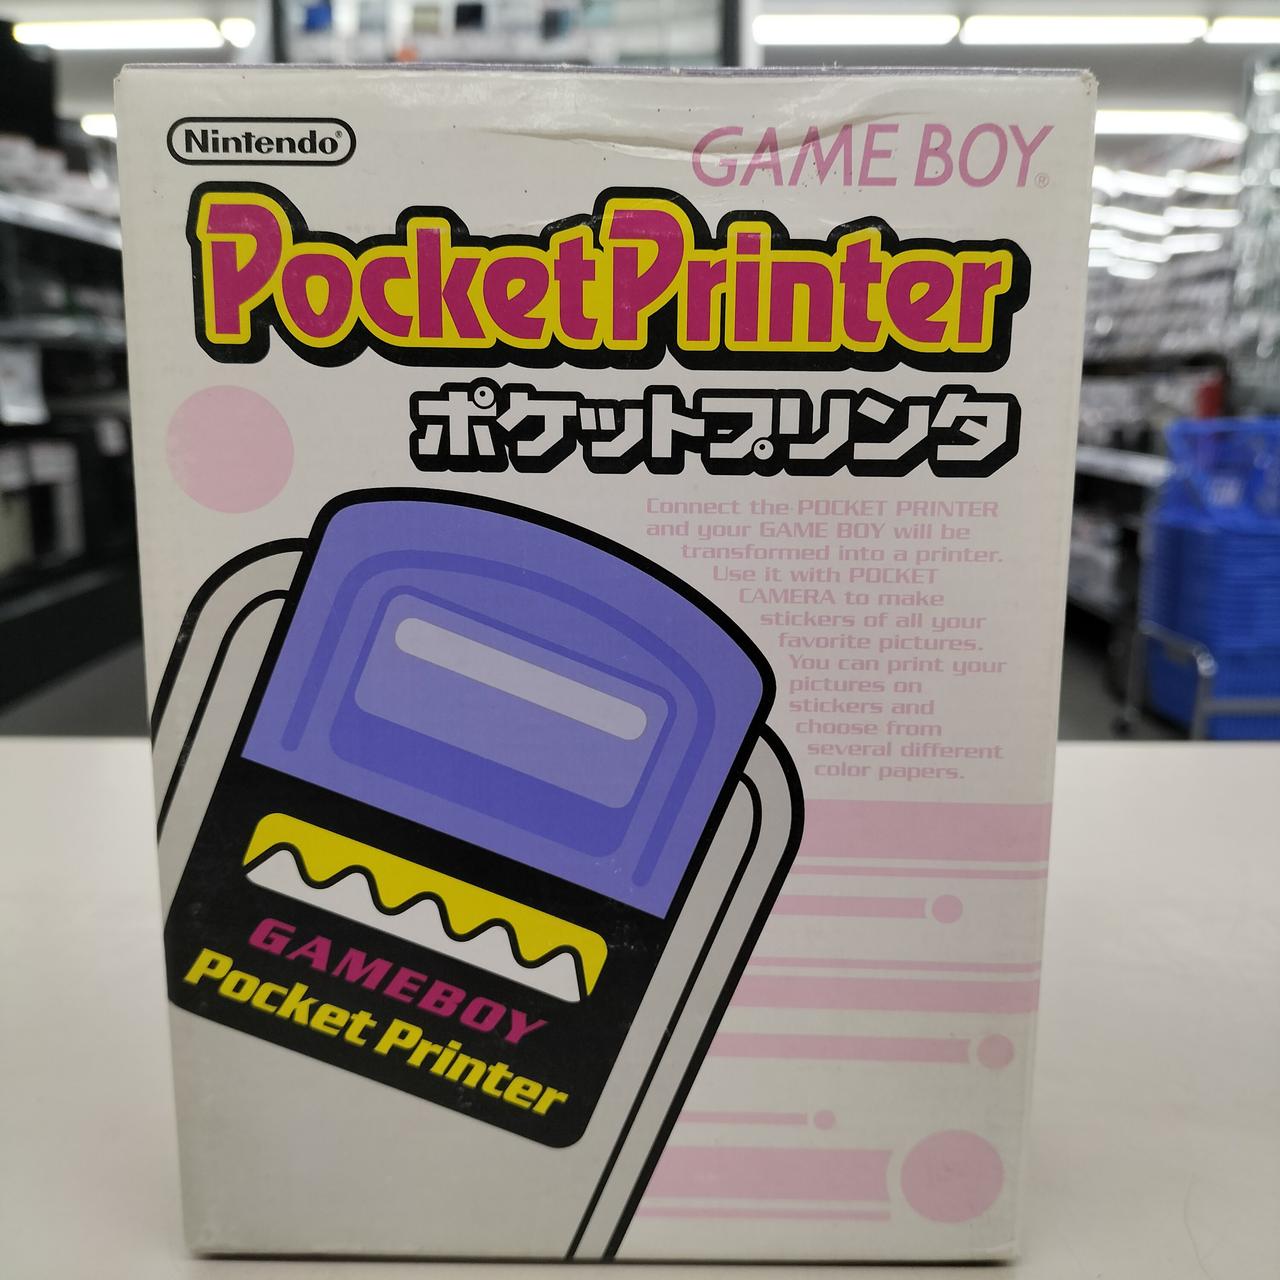 Nintendo®
GAME BOY®
PocketPrinter
ポケットプリンタ
Connect the POCKET PRINTER
and your GAME BOY will be
transformed into a printer.
Use it with POCKET
CAMERA to make
stickers of all your
favorite pictures.
You can print your
pictures on
stickers and
choose from
several different
color papers.
GAMEBOY
Pocket Printer